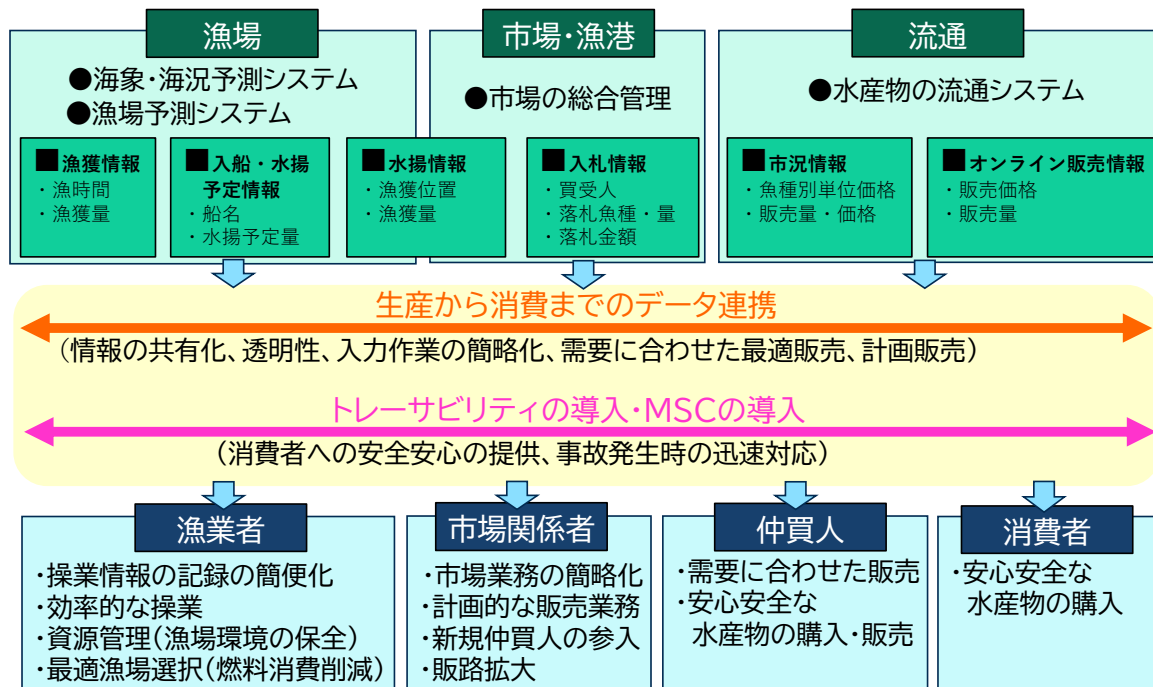 漁場
●海象・海況予測システム
●漁場予測システム
■漁獲情報
・漁時間
・漁獲量
■入船・水揚
予定情報
・船名
・水揚予定量
市場・漁港
●市場の総合管理
■水揚情報
・漁獲位置
・漁獲量
■入札情報
・買受人
・落札魚種・量
・落札金額
流通
●水産物の流通システム
■市況情報
・魚種別単位価格
・販売量・価格
■オンライン販売情報
・販売価格
・販売量
生産から消費までのデータ連携
(情報の共有化、透明性、入力作業の簡略化、需要に合わせた最適販売、計画販売)
トレーサビリティの導入・MSCの導入
(消費者への安全安心の提供、事故発生時の迅速対応)
漁業者
・操業情報の記録の簡便化
・効率的な操業
・資源管理(漁場環境の保全)
・最適漁場選択(燃料消費削減)
市場関係者
・市場業務の簡略化
・計画的な販売業務
・新規仲買人の参入
・販路拡大
仲買人
・需要に合わせた販売
・安心安全な
水産物の購入・販売
消費者
・安心安全な
水産物の購入